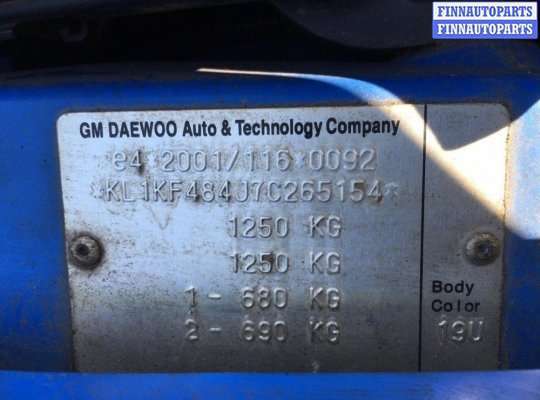 FINNAUTOPARTS
FINNAUTOPARTS
GM DAEWOO Auto & Technology Company
e4*2001/116*0092
*KL1KF484J7C265154*
1250 KG
1250 KG
1 - 680 KG
2 - 690 KG
Body
Color
19U